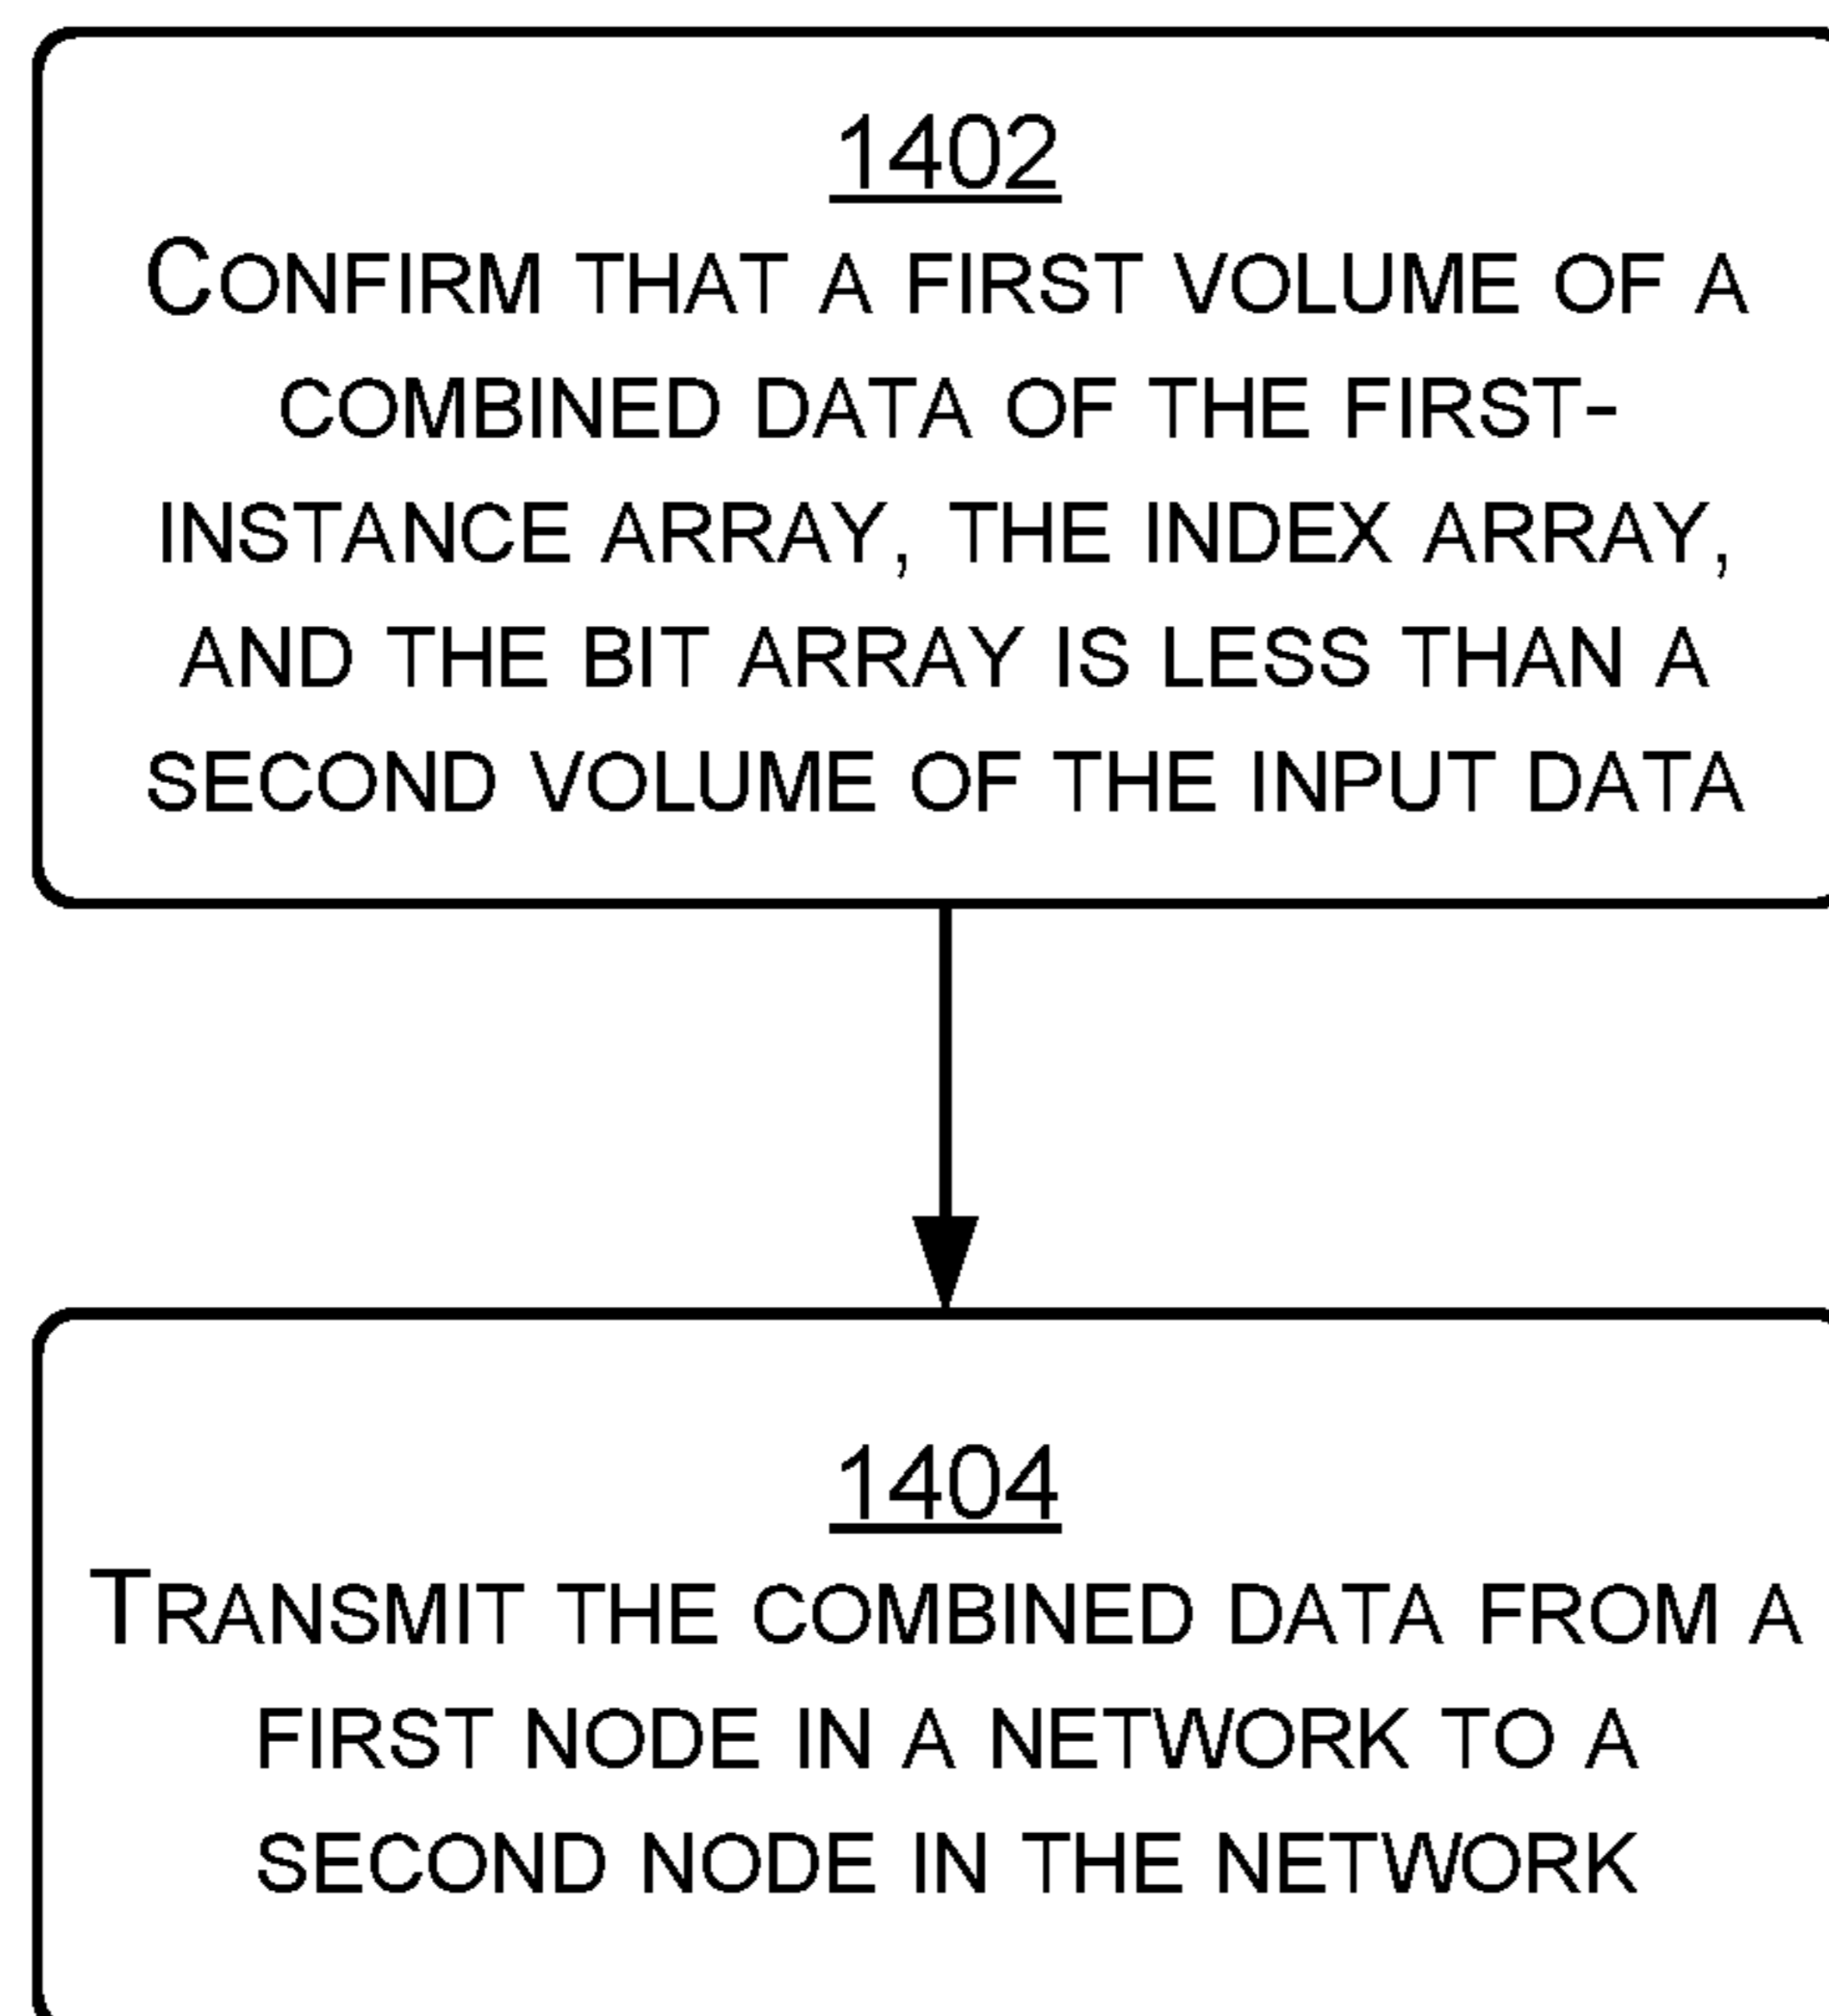 1402
CONFIRM THAT A FIRST VOLUME OF A
COMBINED DATA OF THE FIRST-
INSTANCE ARRAY, THE INDEX ARRAY,
AND THE BIT ARRAY IS LESS THAN A
SECOND VOLUME OF THE INPUT DATA
1404
TRANSMIT THE COMBINED DATA FROM A
FIRST NODE IN A NETWORK TO A
SECOND NODE IN THE NETWORK